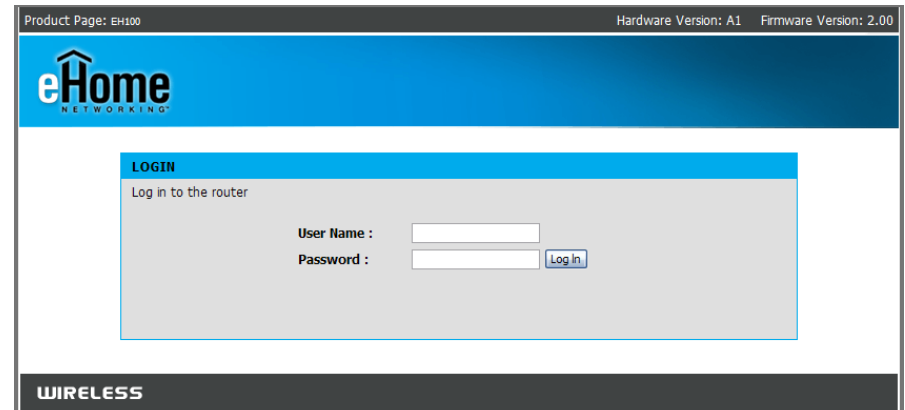 Product Page: EH100 Hardware Version: A1 Firmware Version: 2.00
eHome
NETWORKING
LOGIN
Log in to the router
User Name :
Password :
Log In
WIRELESS